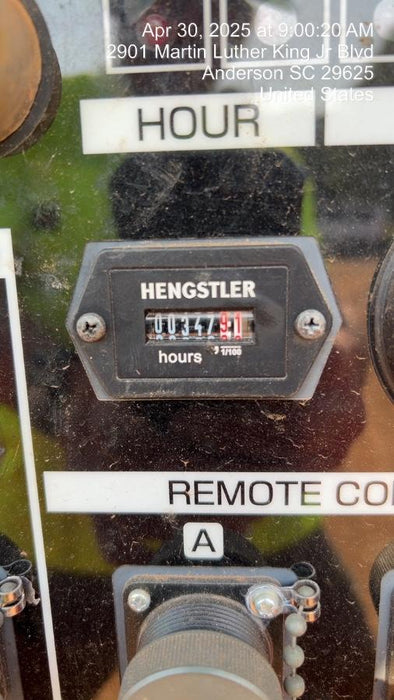 Apr 30, 2025 at 9:00:20 AM
2901 Martin Luther King Jr Blvd
Anderson SC 29625
United States
HOUR
HENGSTLER
0034791
hours 1/100
REMOTE CO
A